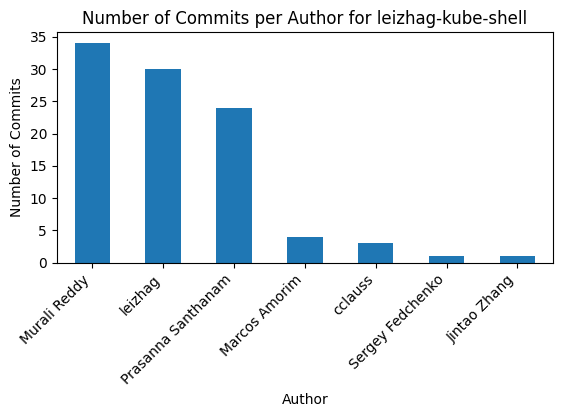 Number of Commits per Author for leizhag-kube-shell
Number of Commits
35
30
25
20
15
10
5
0
Murali Reddy
leizhag
Prasanna Santhanam
Marcos Amorim
cclauss
Sergey Fedchenko
Jintao Zhang
Author